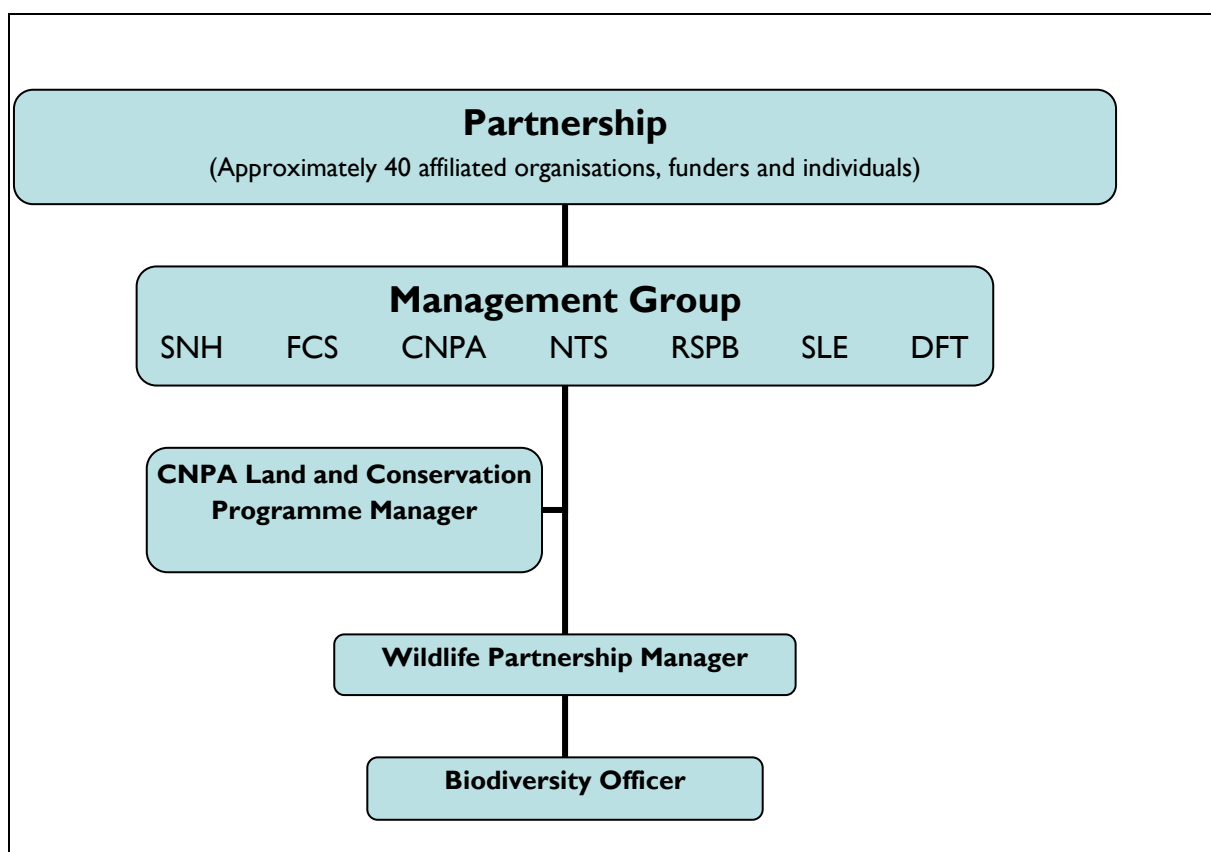 Partnership
(Approximately 40 affiliated organisations, funders and individuals)
Management Group
SNH FCS CNPA NTS RSPB SLE DFT
CNPA Land and Conservation
Programme Manager
Wildlife Partnership Manager
Biodiversity Officer